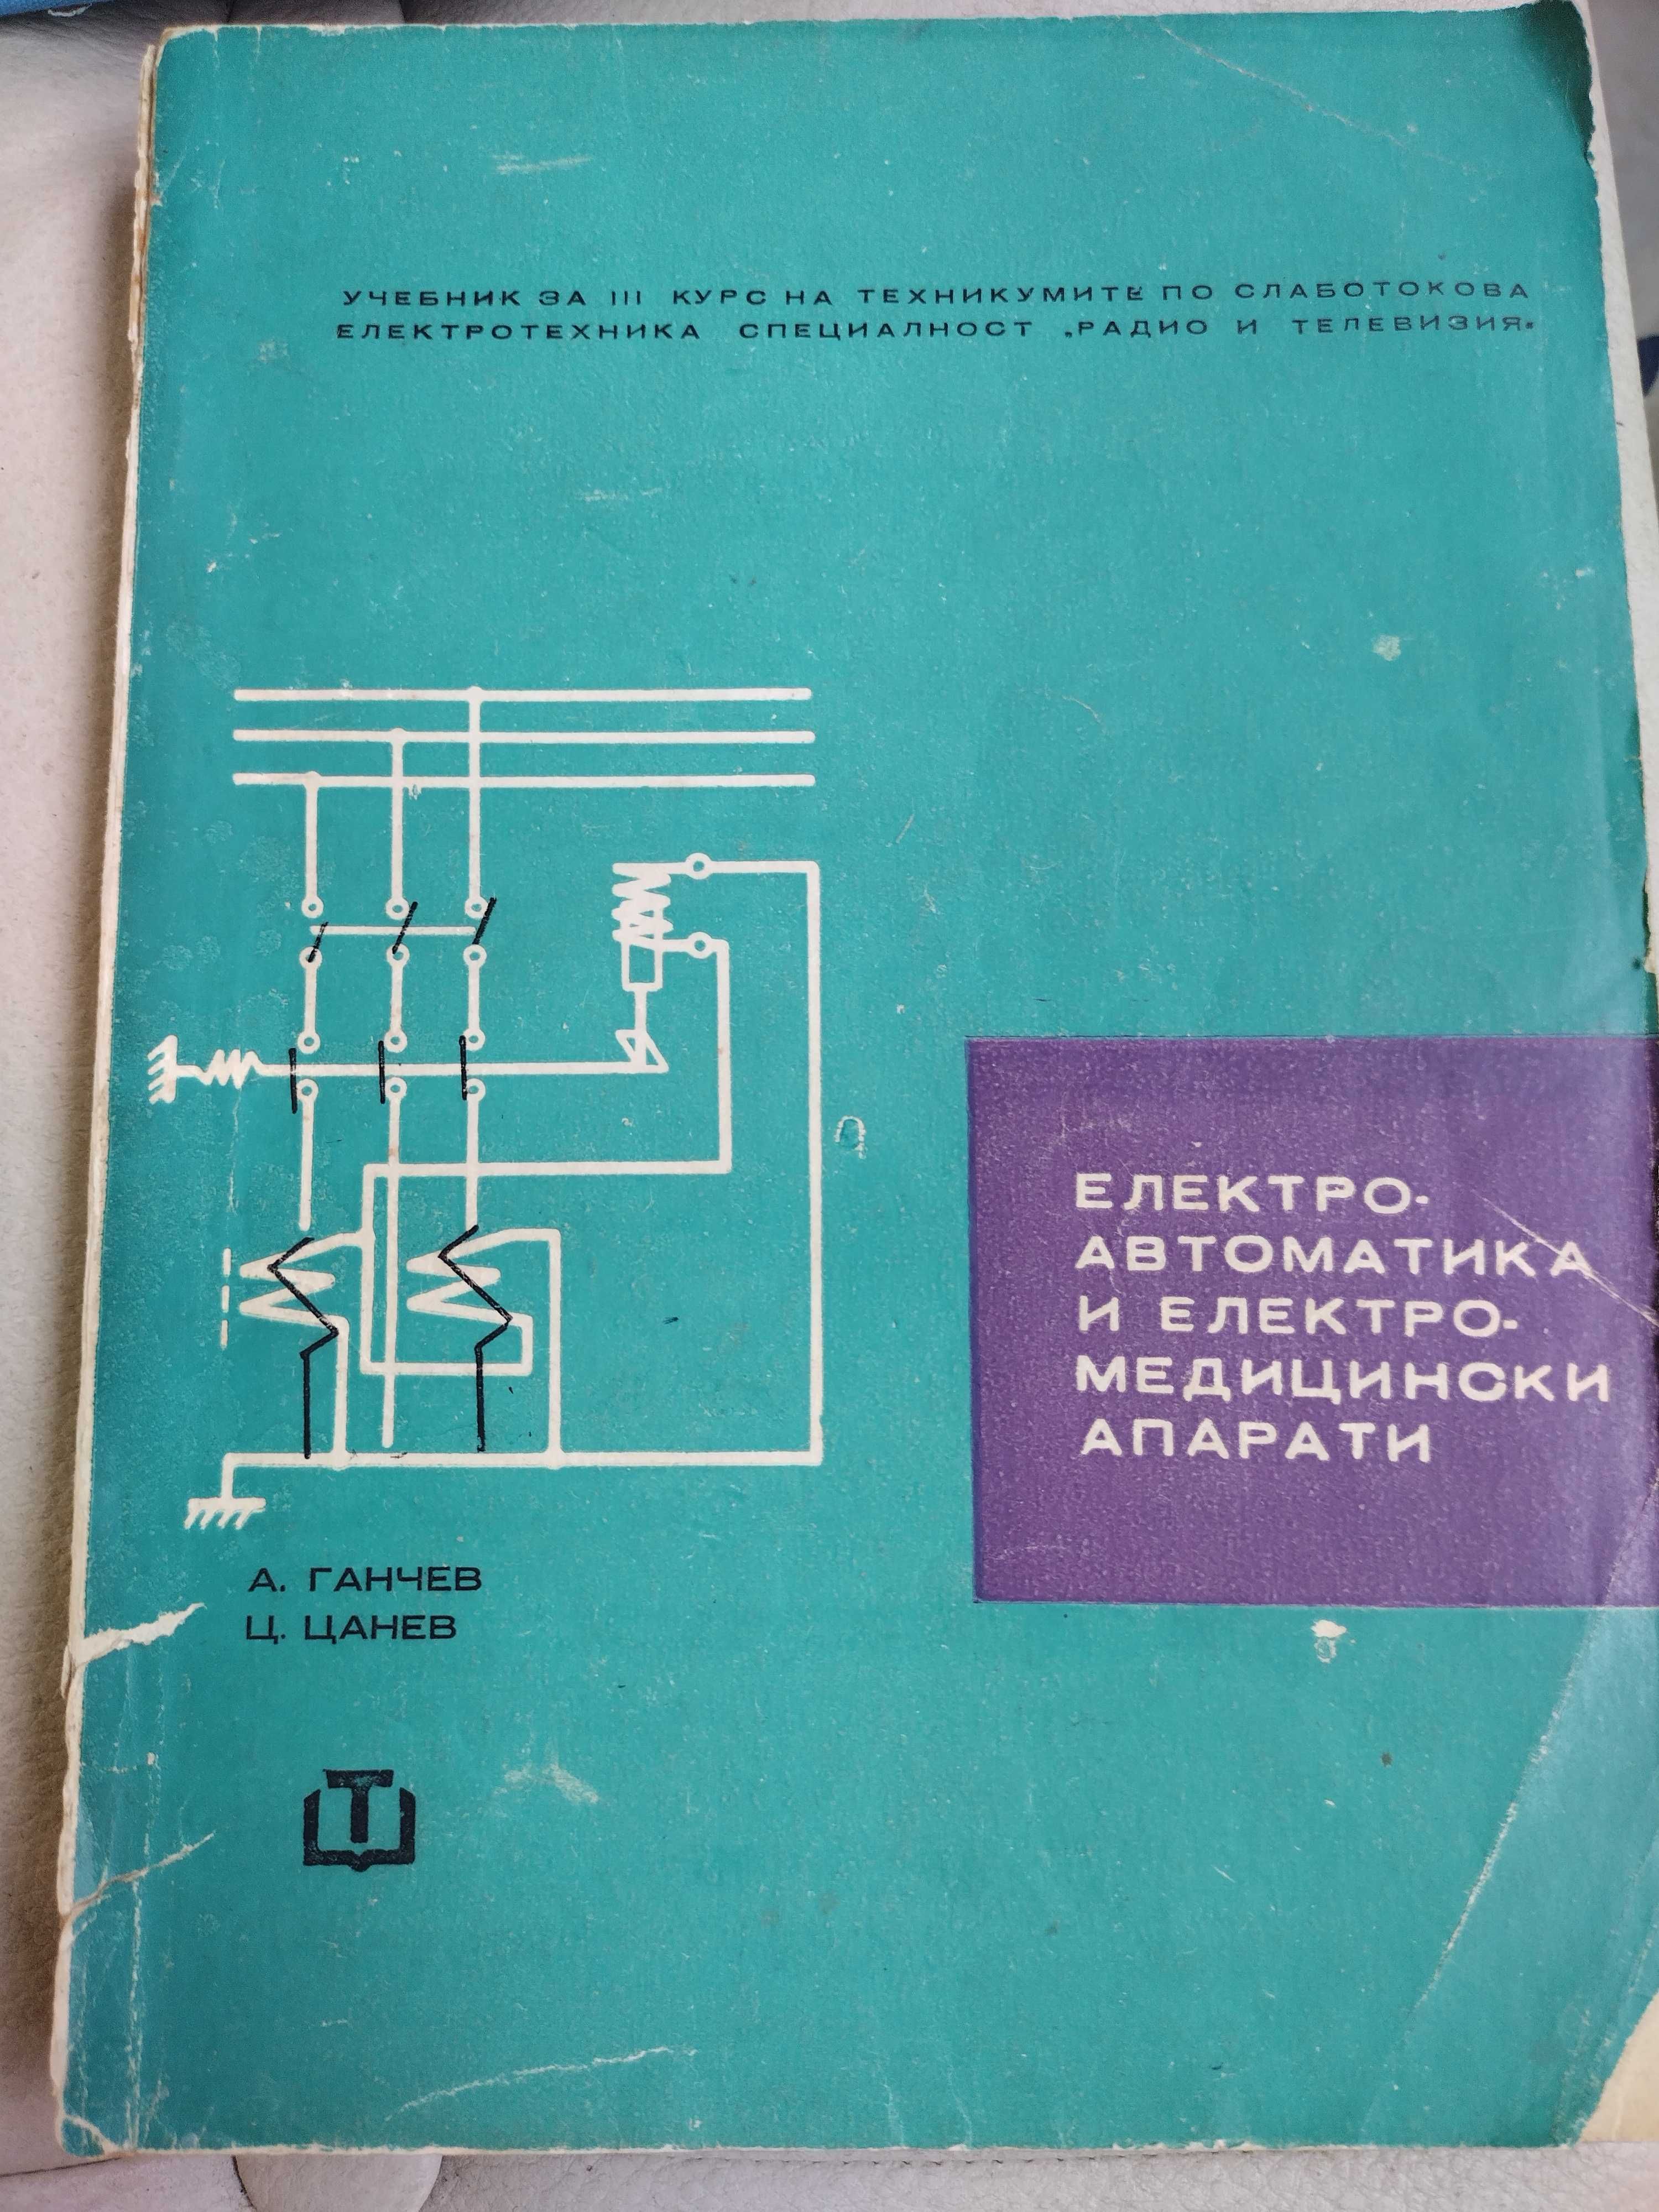 УЧЕБНИК ЗА III КУРС НА ТЕХНИКУМИТЕ ПО СЛАБОТОКОВА
ЕЛЕКТРОТЕХНИКА СПЕЦИАЛНОСТ „РАДИО И ТЕЛЕВИЗИЯ“
ЕЛЕКТРО-
АВТОМАТИКА
И ЕЛЕКТРО-
МЕДИЦИНСКИ
АПАРАТИ
А. ГАНЧЕВ
Ц. ЦАНЕВ
Т